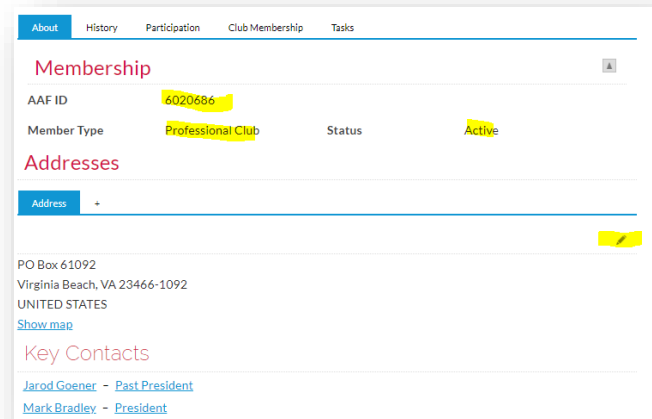 About History Participation Club Membership Tasks
Membership
AAF ID 6020686
Member Type Professional Club Status Active
Addresses
Address +
PO Box 61092
Virginia Beach, VA 23466-1092
UNITED STATES
Show map
Key Contacts
Jarod Goener – Past President
Mark Bradley – President